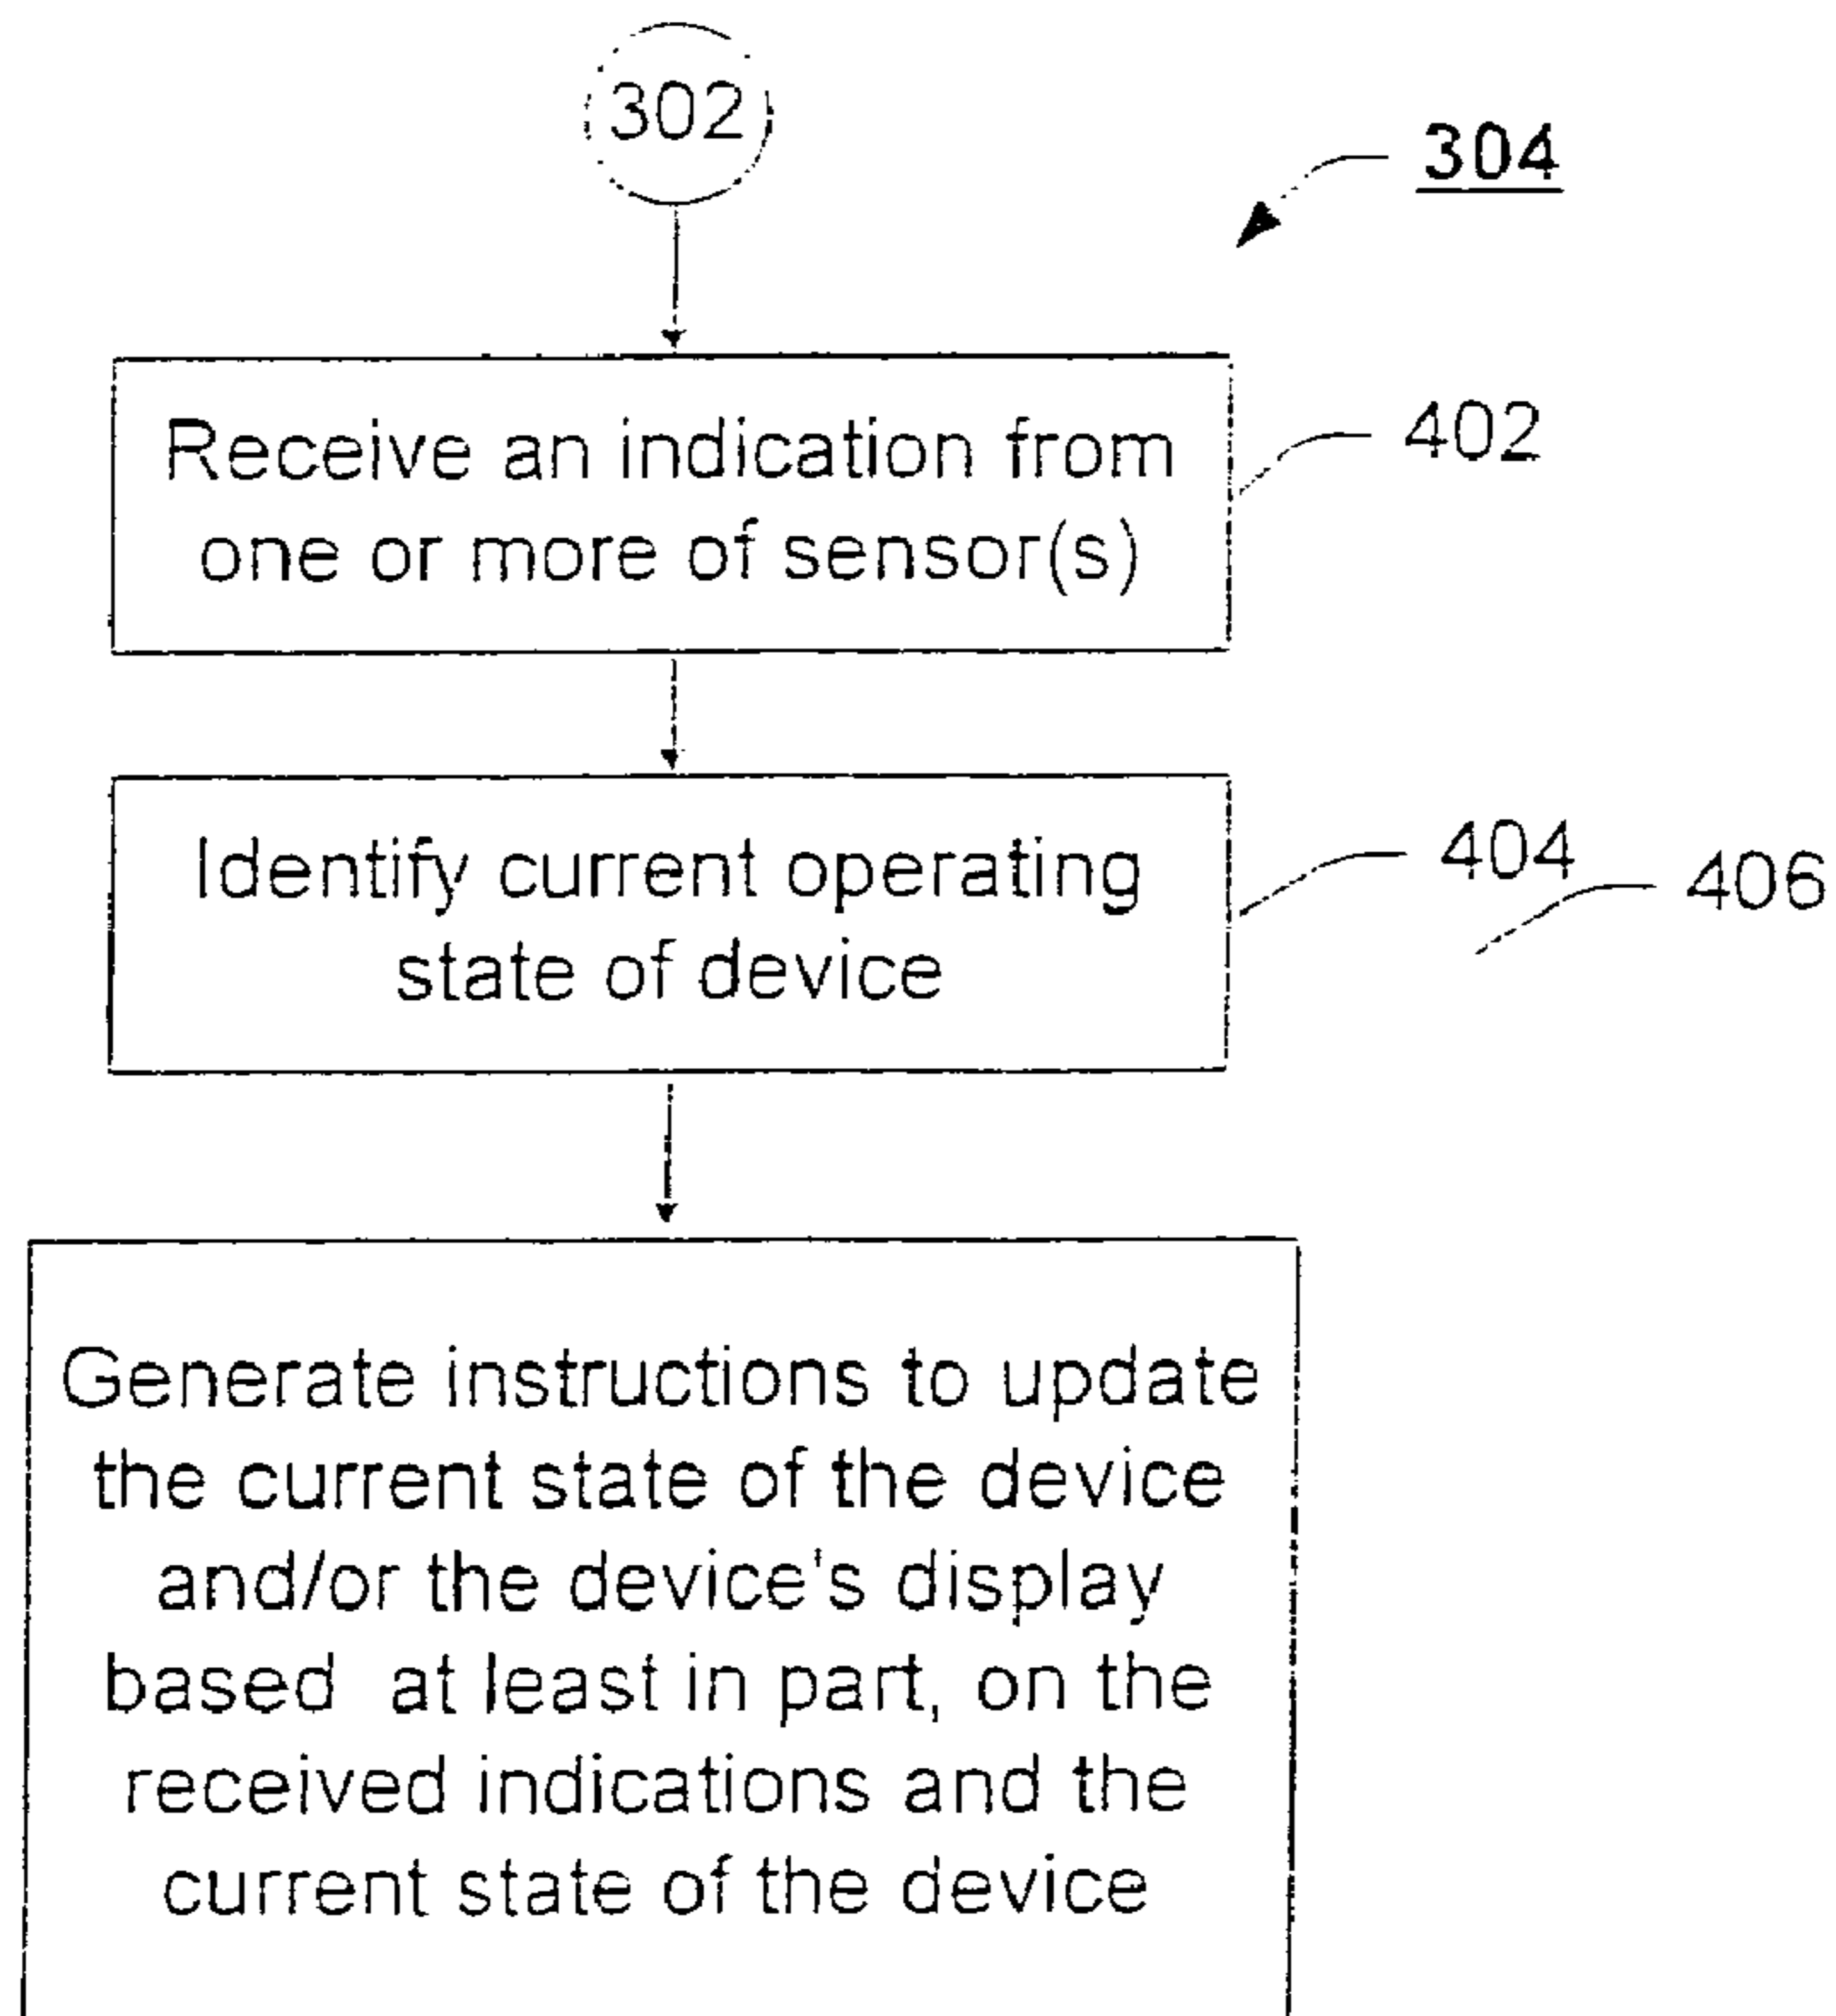 302
304
Receive an indication from
one or more of sensor(s)
402
Identify current operating
state of device
404
406
Generate instructions to update
the current state of the device
and/or the device's display
based at least in part, on the
received indications and the
current state of the device